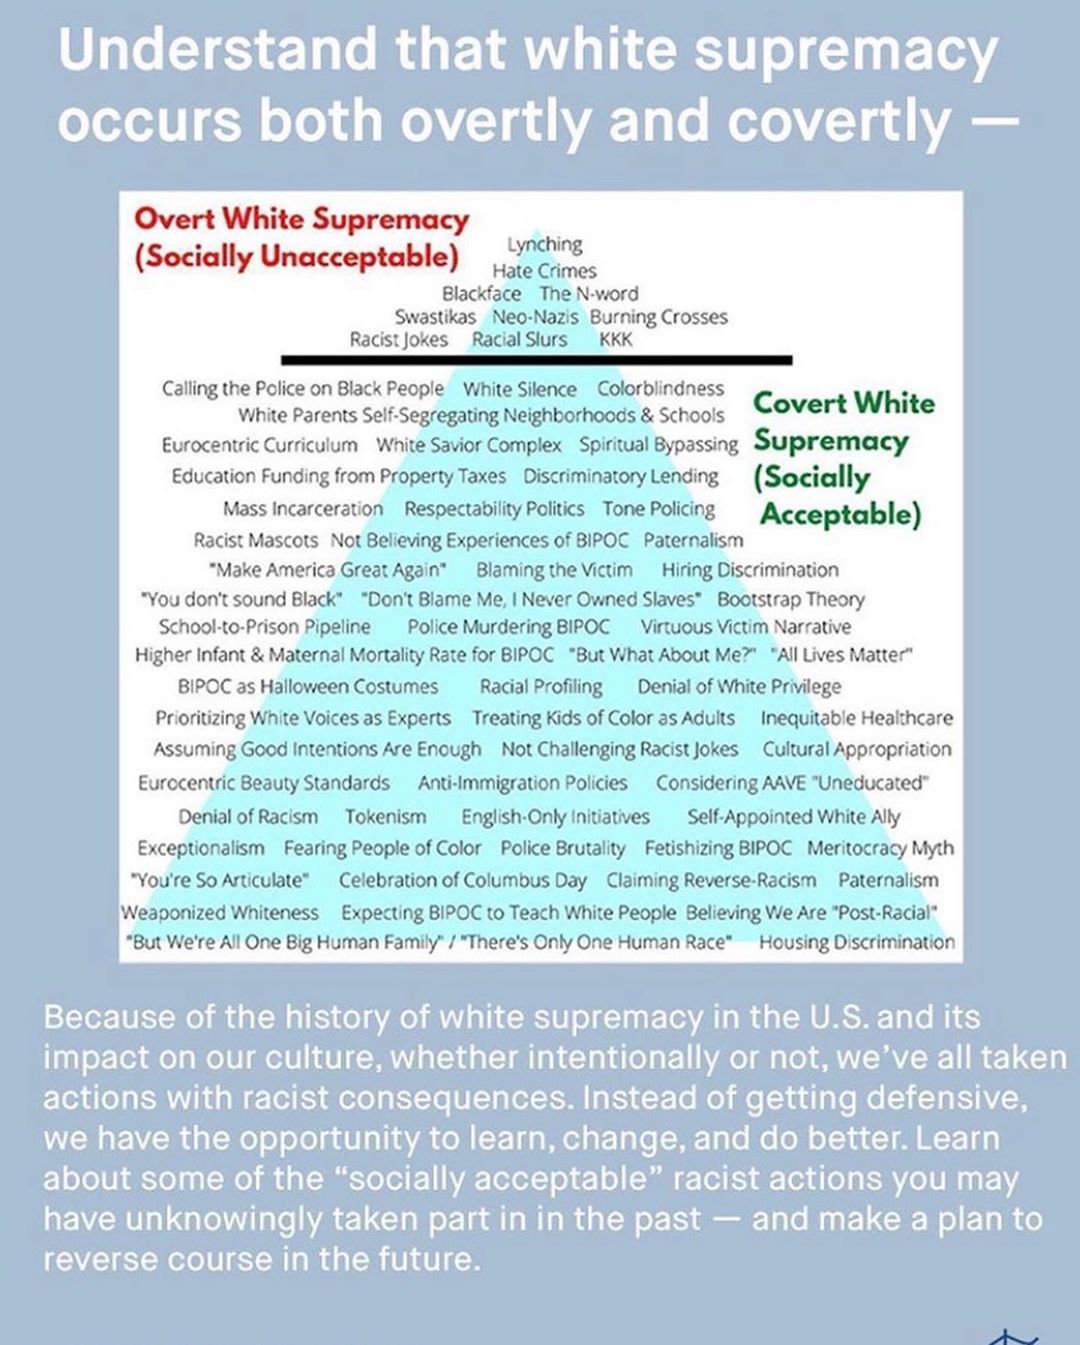 Understand that white supremacy
occurs both overtly and covertly —
Overt White Supremacy
(Socially Unacceptable)
Lynching
Hate Crimes
Blackface The N-word
Swastikas Neo-Nazis Burning Crosses
Racist Jokes Racial Slurs KKK
Covert White
Supremacy
(Socially
Acceptable)
Calling the Police on Black People White Silence Colorblindness
White Parents Self-Segregating Neighborhoods & Schools
Eurocentric Curriculum White Savior Complex Spiritual Bypassing
Education Funding from Property Taxes Discriminatory Lending
Mass Incarceration Respectability Politics Tone Policing
Racist Mascots Not Believing Experiences of BIPOC Paternalism
"Make America Great Again" Blaming the Victim Hiring Discrimination
"You don't sound Black" "Don't Blame Me, I Never Owned Slaves" Bootstrap Theory
School-to-Prison Pipeline Police Murdering BIPOC Virtuous Victim Narrative
Higher Infant & Maternal Mortality Rate for BIPOC "But What About Me?" "All Lives Matter"
BIPOC as Halloween Costumes Racial Profiling Denial of White Privilege
Prioritizing White Voices as Experts Treating Kids of Color as Adults Inequitable Healthcare
Assuming Good Intentions Are Enough Not Challenging Racist Jokes Cultural Appropriation
Eurocentric Beauty Standards Anti-Immigration Policies Considering AAVE "Uneducated"
Denial of Racism Tokenism English-Only Initiatives Self-Appointed White Ally
Exceptionalism Fearing People of Color Police Brutality Fetishizing BIPOC Meritocracy Myth
"You're So Articulate" Celebration of Columbus Day Claiming Reverse-Racism Paternalism
Weaponized Whiteness Expecting BIPOC to Teach White People Believing We Are "Post-Racial"
"But We're All One Big Human Family" / "There's Only One Human Race" Housing Discrimination
Because of the history of white supremacy in the U.S. and its
impact on our culture, whether intentionally or not, we've all taken
actions with racist consequences. Instead of getting defensive,
we have the opportunity to learn, change, and do better. Learn
about some of the "socially acceptable" racist actions you may
have unknowingly taken part in in the past — and make a plan to
reverse course in the future.